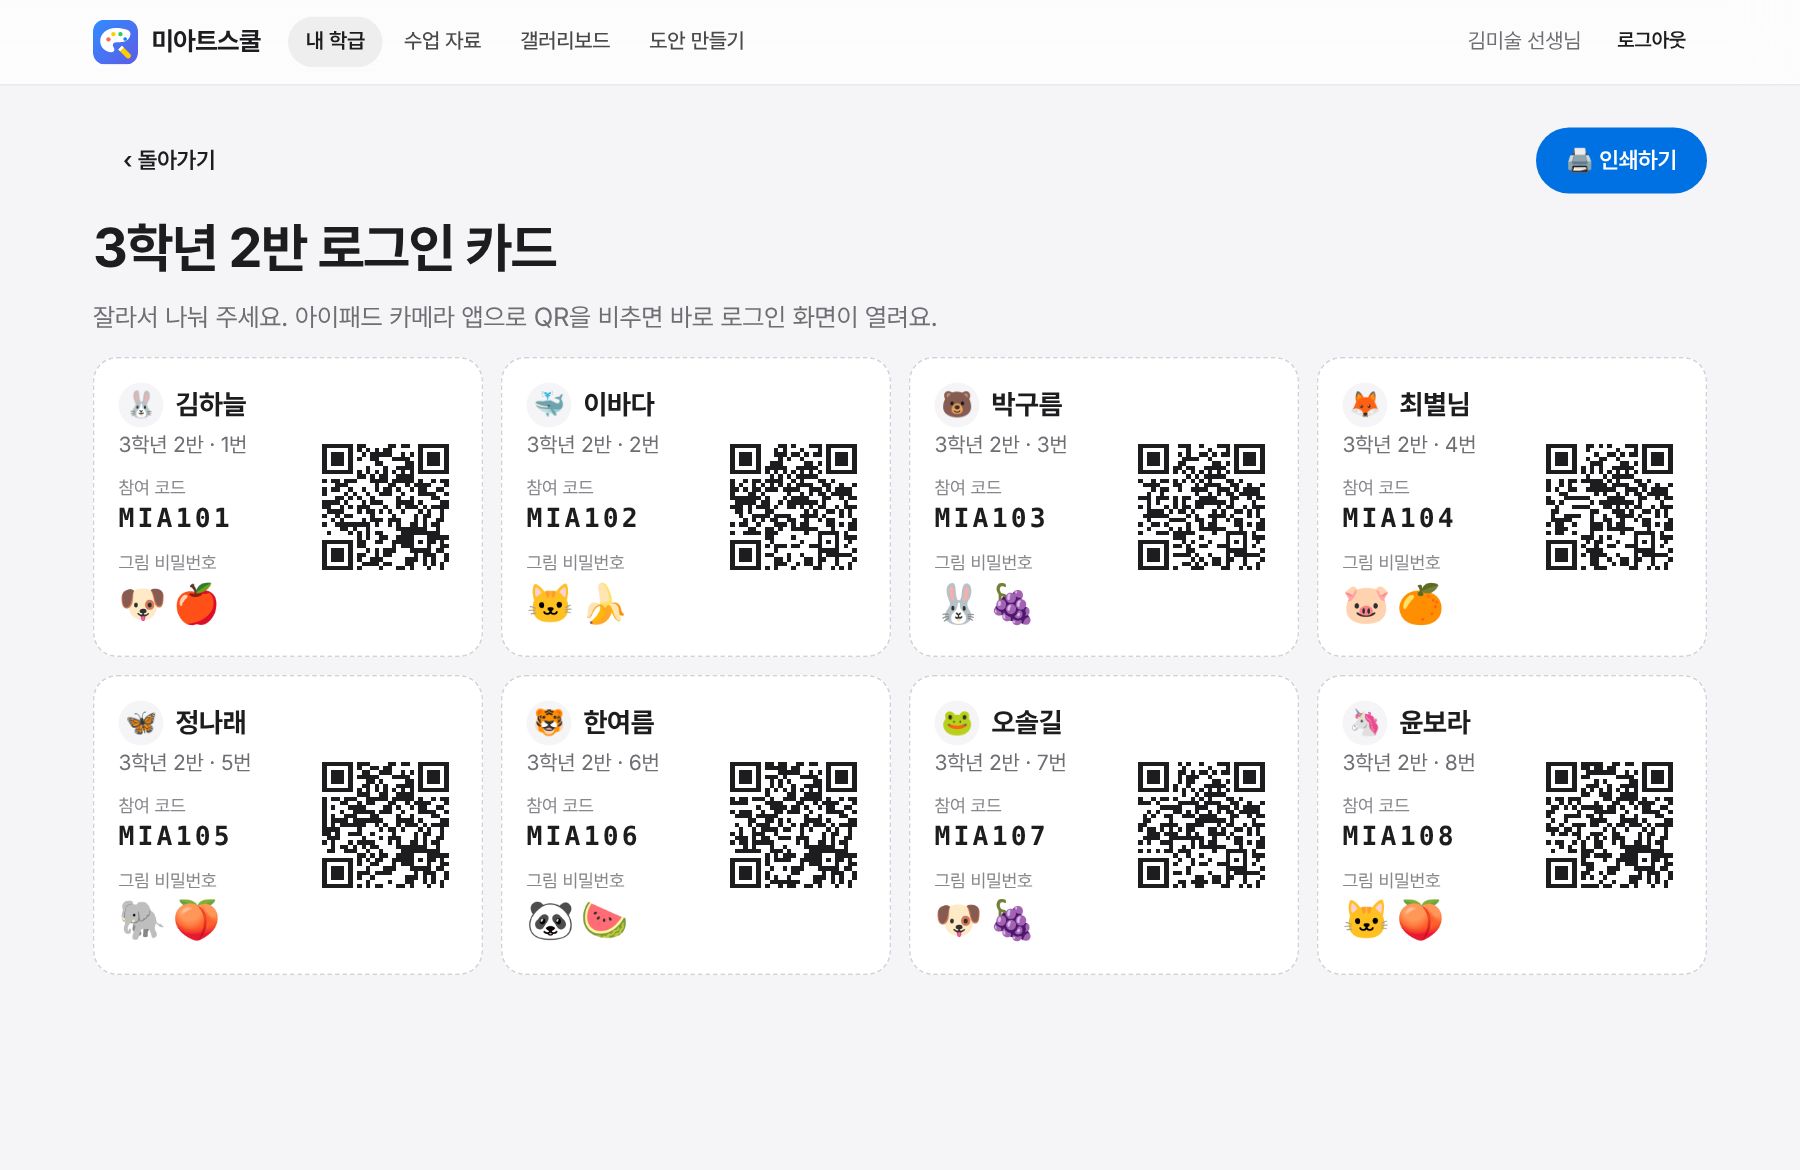 미아트스쿨
내 학급
수업 자료
갤러리보드
도안 만들기
김미술 선생님
로그아웃
‹ 돌아가기
인쇄하기
3학년 2반 로그인 카드
잘라서 나눠 주세요. 아이패드 카메라 앱으로 QR을 비추면 바로 로그인 화면이 열려요.
김하늘
3학년 2반 · 1번
참여 코드
MIA101
그림 비밀번호
이바다
3학년 2반 · 2번
참여 코드
MIA102
그림 비밀번호
박구름
3학년 2반 · 3번
참여 코드
MIA103
그림 비밀번호
최별님
3학년 2반 · 4번
참여 코드
MIA104
그림 비밀번호
정나래
3학년 2반 · 5번
참여 코드
MIA105
그림 비밀번호
한여름
3학년 2반 · 6번
참여 코드
MIA106
그림 비밀번호
오솔길
3학년 2반 · 7번
참여 코드
MIA107
그림 비밀번호
윤보라
3학년 2반 · 8번
참여 코드
MIA108
그림 비밀번호